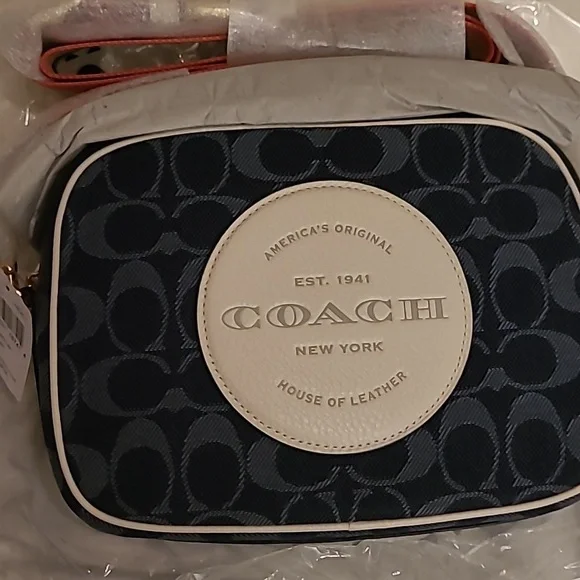 AMERICA'S ORIGINAL
EST. 1941
COACH
NEW YORK
HOUSE OF LEATHER